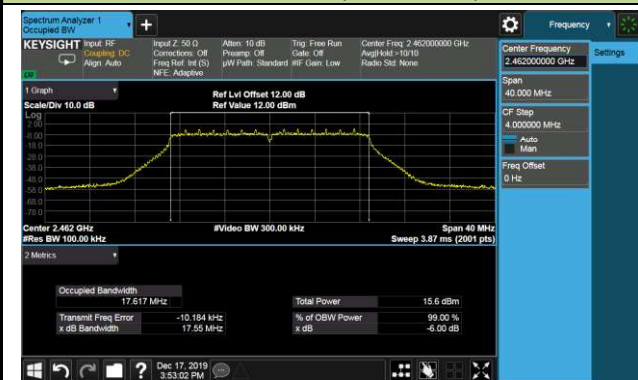 Spectrum Analyzer 1
Occupied BW
+
Frequency
KEYSIGHT
Input: RF
Coupling: DC
Align: Auto
Input Z: 50 Ω
Corrections: Off
Freq Ref: Int (S)
NFE: Adaptive
Atten: 10 dB
Preamp: Off
µW Path: Standard
Trig: Free Run
Gate: Off
#IF Gain: Low
Center Freq: 2.462000000 GHz
Avg|Hold:>10/10
Radio Std: None
Center Frequency
2.462000000 GHz
Settings
Span
40.000 MHz
CF Step
4.000000 MHz
Auto
Man
Freq Offset
0 Hz
1 Graph
Scale/Div 10.0 dB
Ref Lvl Offset 12.00 dB
Ref Value 12.00 dBm
Log
2.00
-8.00
-18.0
-28.0
-38.0
-48.0
-58.0
-68.0
-78.0
Center 2.462 GHz
#Res BW 100.00 kHz
#Video BW 300.00 kHz
Span 40 MHz
Sweep 3.87 ms (2001 pts)
2 Metrics
Occupied Bandwidth
17.617 MHz
Total Power 15.6 dBm
Transmit Freq Error -10.184 kHz
% of OBW Power 99.00 %
x dB Bandwidth 17.55 MHz
x dB -6.00 dB
?
Dec 17, 2019
3:53:02 PM